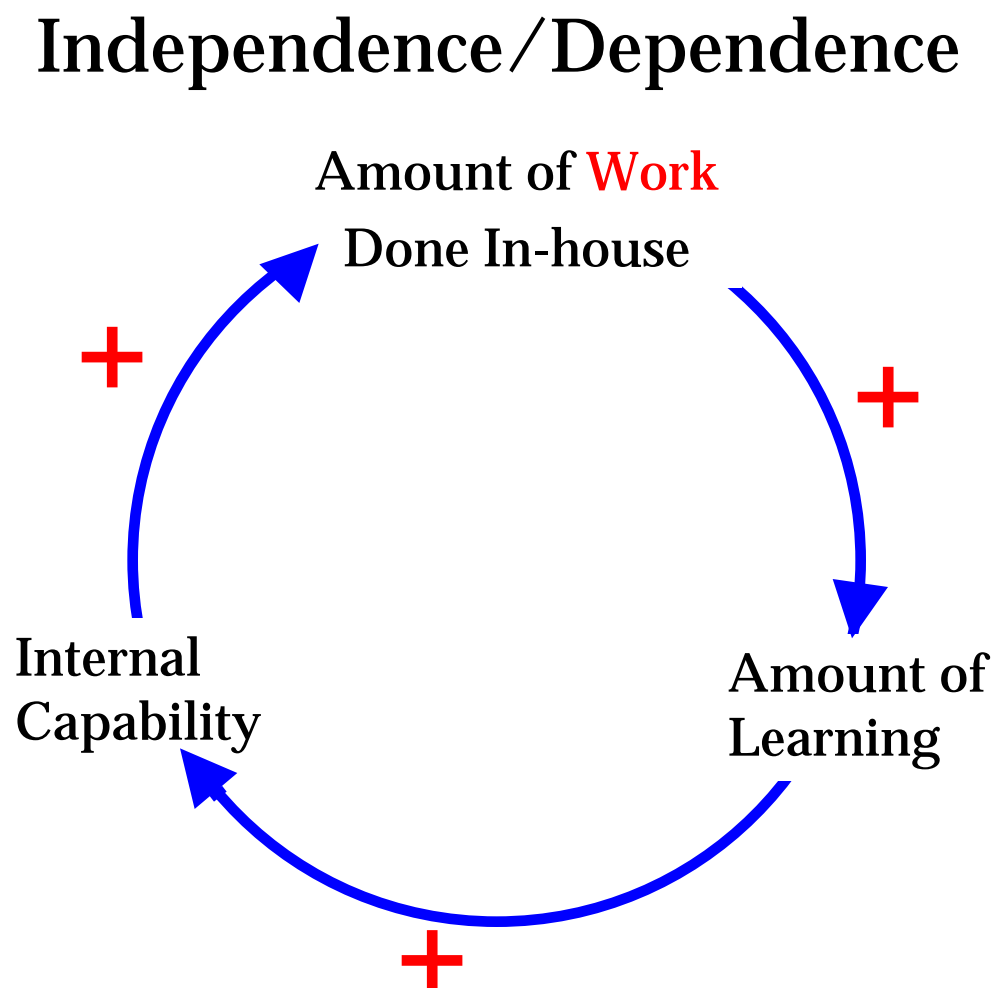 Independence/Dependence
Amount of Work
Done In-house
+
+
Internal
Capability
Amount of
Learning
+